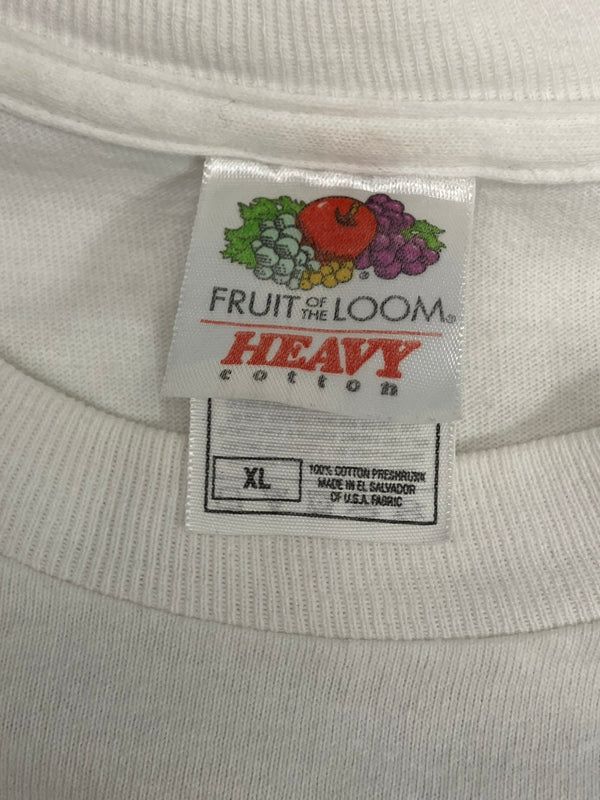 FRUIT OF THE LOOM®
HEAVY
cotton
XL
100% COTTON PRESHRUNK
MADE IN EL SALVADOR
OF U.S.A. FABRIC